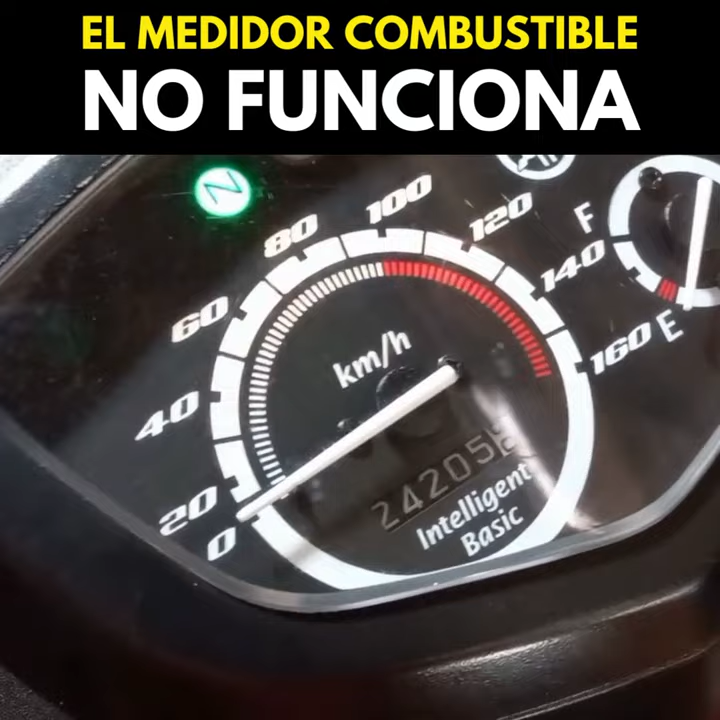 EL MEDIDOR COMBUSTIBLE
NO FUNCIONA
N
80
100
120
F
140
60
160
E
km/h
40
20
0
Intelligent
Basic